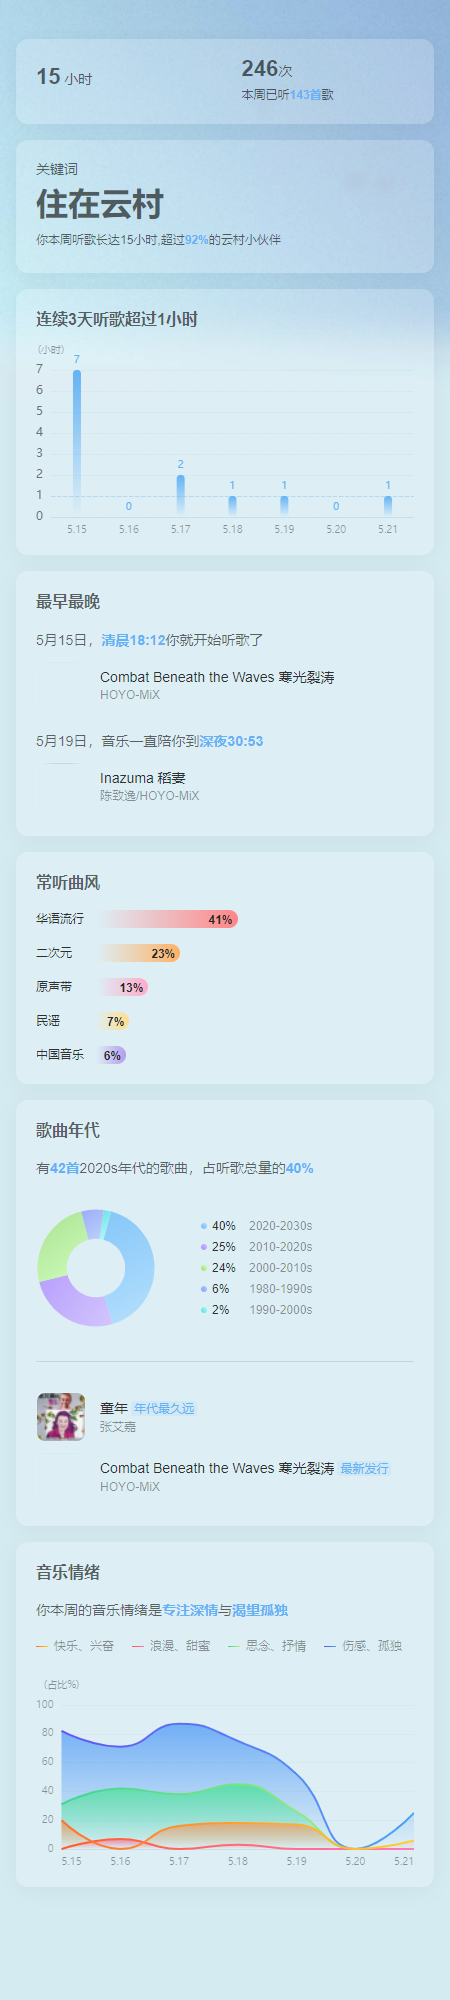 15 小时
246次
本周已听143首歌
关键词
住在云村
你本周听歌长达15小时,超过92%的云村小伙伴
连续3天听歌超过1小时
(小时)
7
7
6
5
4
3
2
2
1
1
1
1
0
0
0
5.15 5.16 5.17 5.18 5.19 5.20 5.21
最早最晚
5月15日，清晨18:12你就开始听歌了
Combat Beneath the Waves 寒光裂涛
HOYO-MiX
5月19日，音乐一直陪你到深夜30:53
Inazuma 稻妻
陈致逸/HOYO-MiX
常听曲风
华语流行 41%
二次元 23%
原声带 13%
民谣 7%
中国音乐 6%
歌曲年代
有42首2020s年代的歌曲，占听歌总量的40%
40% 2020-2030s
25% 2010-2020s
24% 2000-2010s
6% 1980-1990s
2% 1990-2000s
童年 年代最久远
张艾嘉
Combat Beneath the Waves 寒光裂涛 最新发行
HOYO-MiX
音乐情绪
你本周的音乐情绪是专注深情与渴望孤独
快乐、兴奋 浪漫、甜蜜 思念、抒情 伤感、孤独
(占比%)
100
80
60
40
20
0
5.15 5.16 5.17 5.18 5.19 5.20 5.21